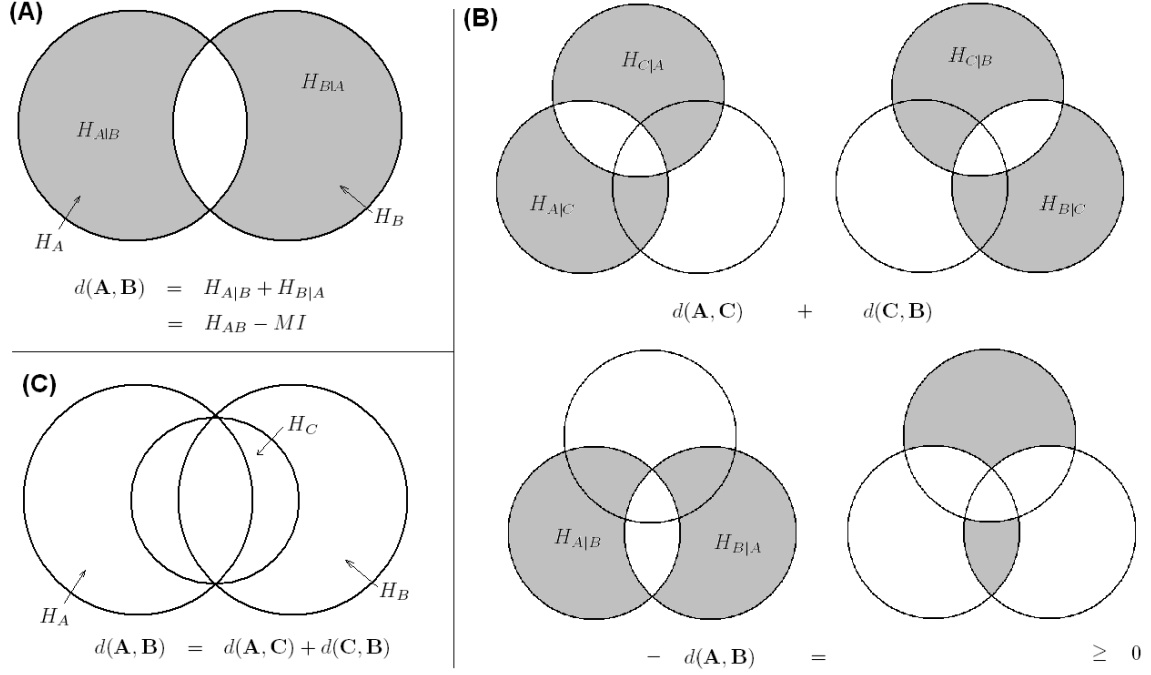 (A)
H_{A|B}
H_{B|A}
H_A
H_B
d(A, B) = H_{A|B} + H_{B|A}
= H_{AB} − MI
(B)
H_{C|A}
H_{A|C}
H_{C|B}
H_{B|C}
d(A, C) + d(C, B)
H_{A|B}
H_{B|A}
− d(A, B) = ≥ 0
(C)
H_C
H_A
H_B
d(A, B) = d(A, C) + d(C, B)